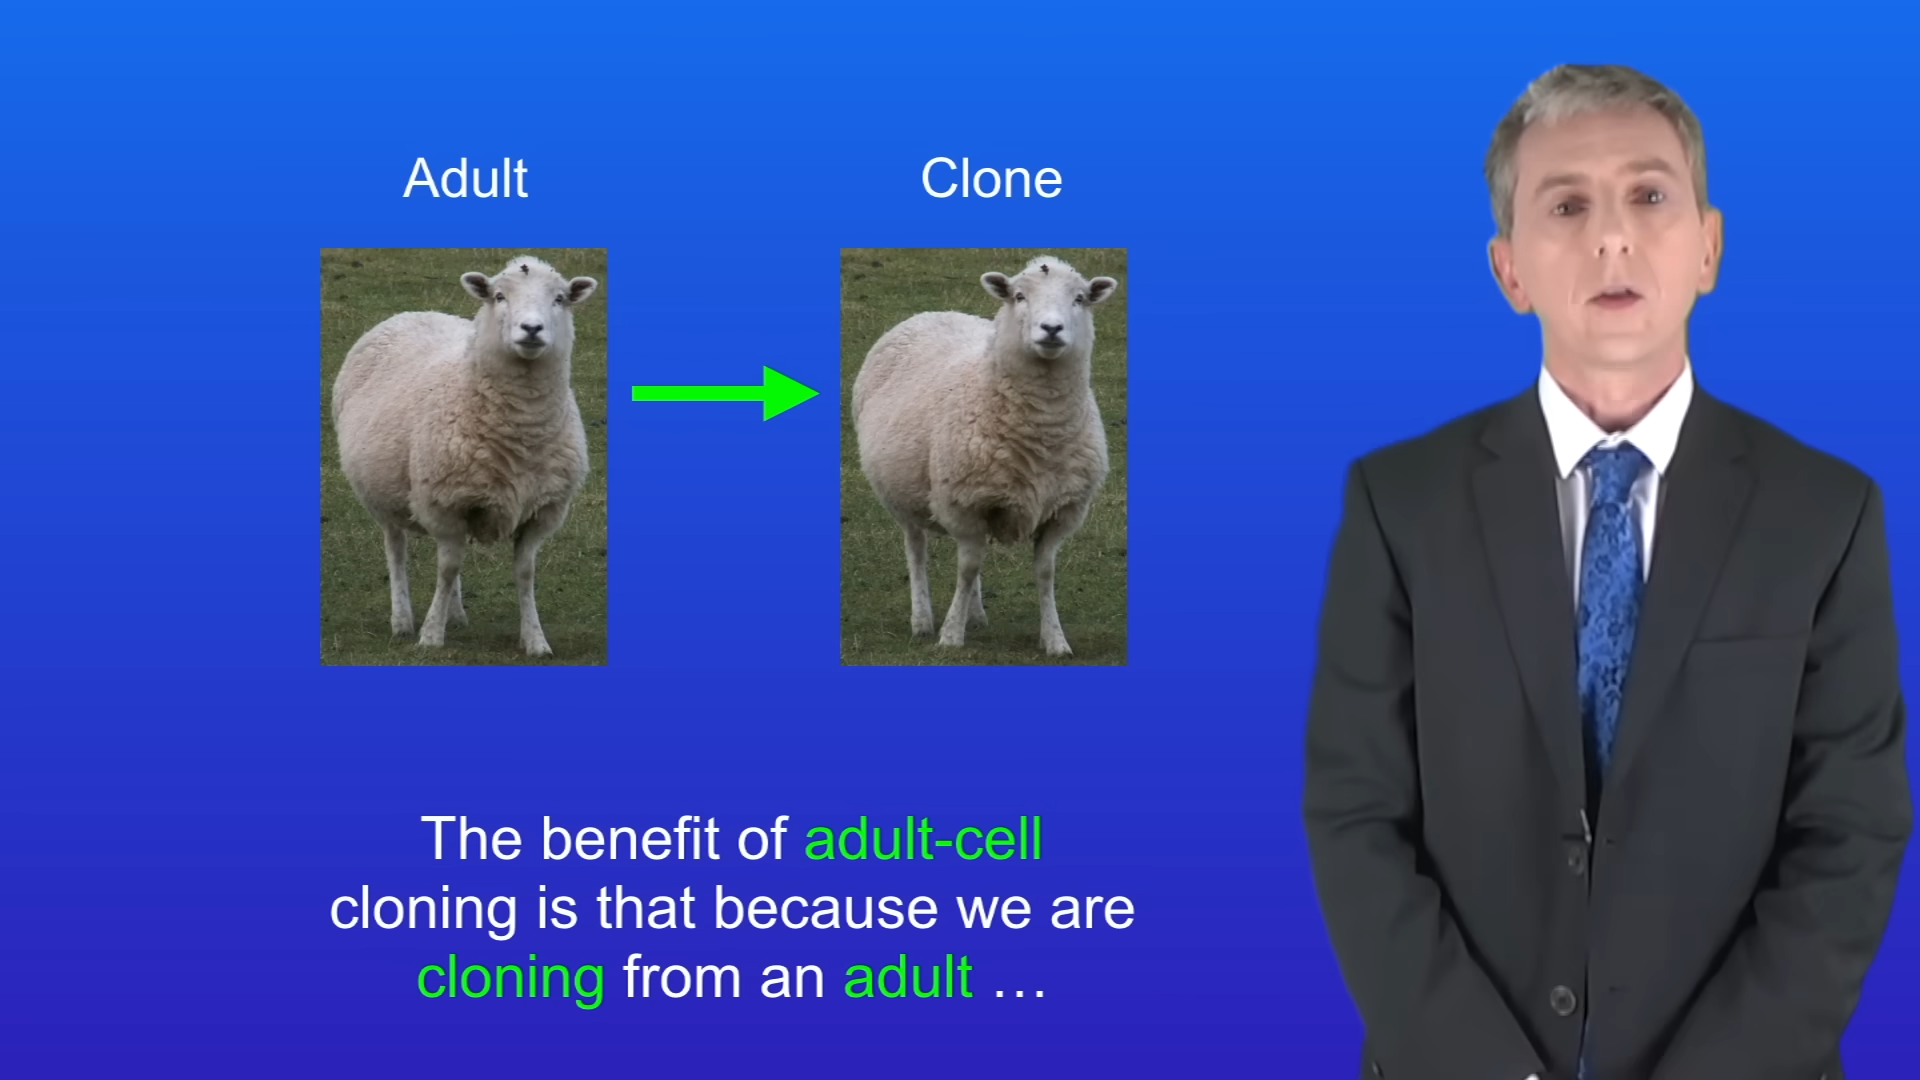 Adult
Clone
The benefit of adult-cell
cloning is that because we are
cloning from an adult …